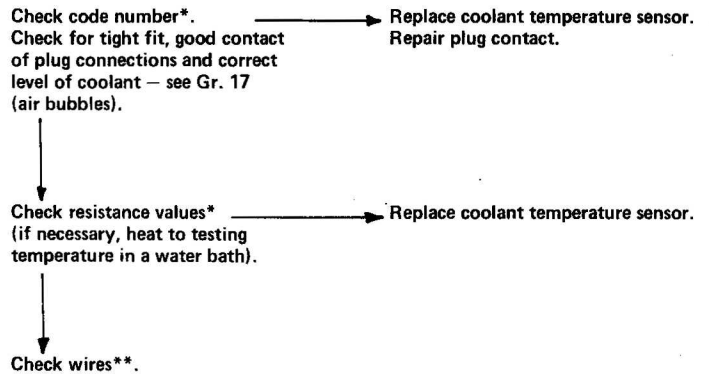 Check code number*.
Check for tight fit, good contact
of plug connections and correct
level of coolant — see Gr. 17
(air bubbles).
Replace coolant temperature sensor.
Repair plug contact.
Check resistance values*
(if necessary, heat to testing
temperature in a water bath).
Replace coolant temperature sensor.
Check wires**.